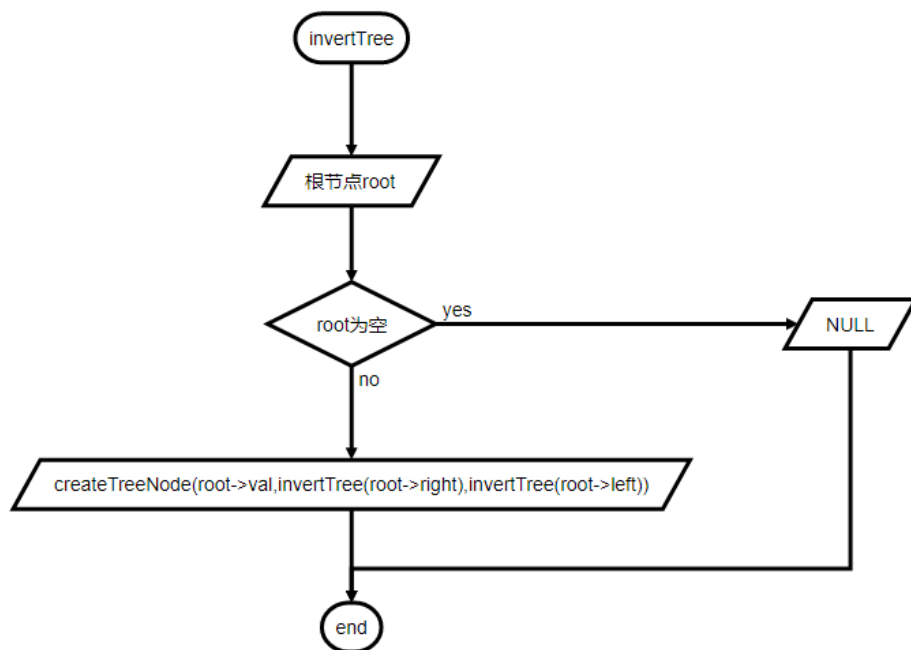 invertTree
根节点root
root为空
yes
NULL
no
createTreeNode(root->val,invertTree(root->right),invertTree(root->left))
end